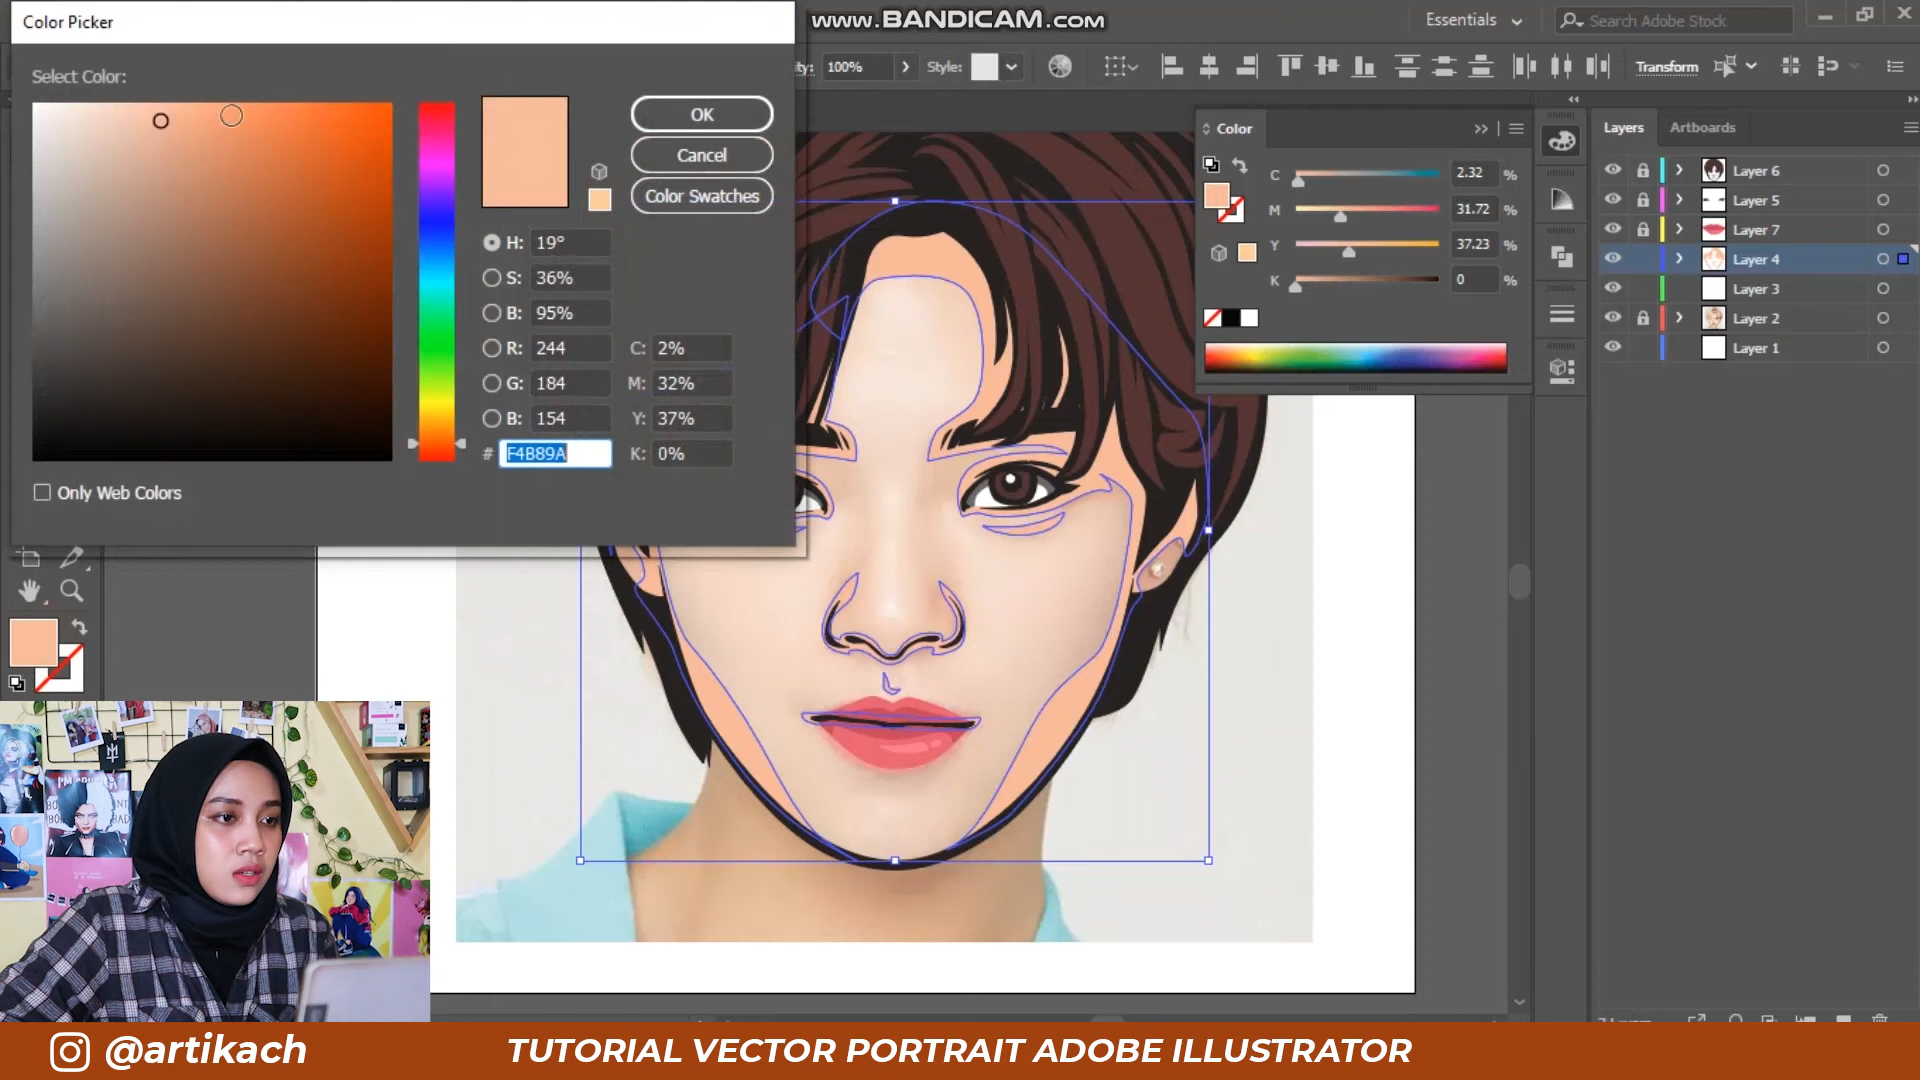 Color Picker
www.BANDICAM.com
Essentials
Search Adobe Stock
Select Color:
100%
Style:
Transform
OK
Cancel
Color Swatches
H: 19°
S: 36%
B: 95%
R: 244
G: 184
B: 154
# F4B89A
C: 2%
M: 32%
Y: 37%
K: 0%
Only Web Colors
Color
C 2.32 %
M 31.72 %
Y 37.23 %
K 0 %
Layers
Artboards
Layer 6
Layer 5
Layer 7
Layer 4
Layer 3
Layer 2
Layer 1
@artikach
TUTORIAL VECTOR PORTRAIT ADOBE ILLUSTRATOR